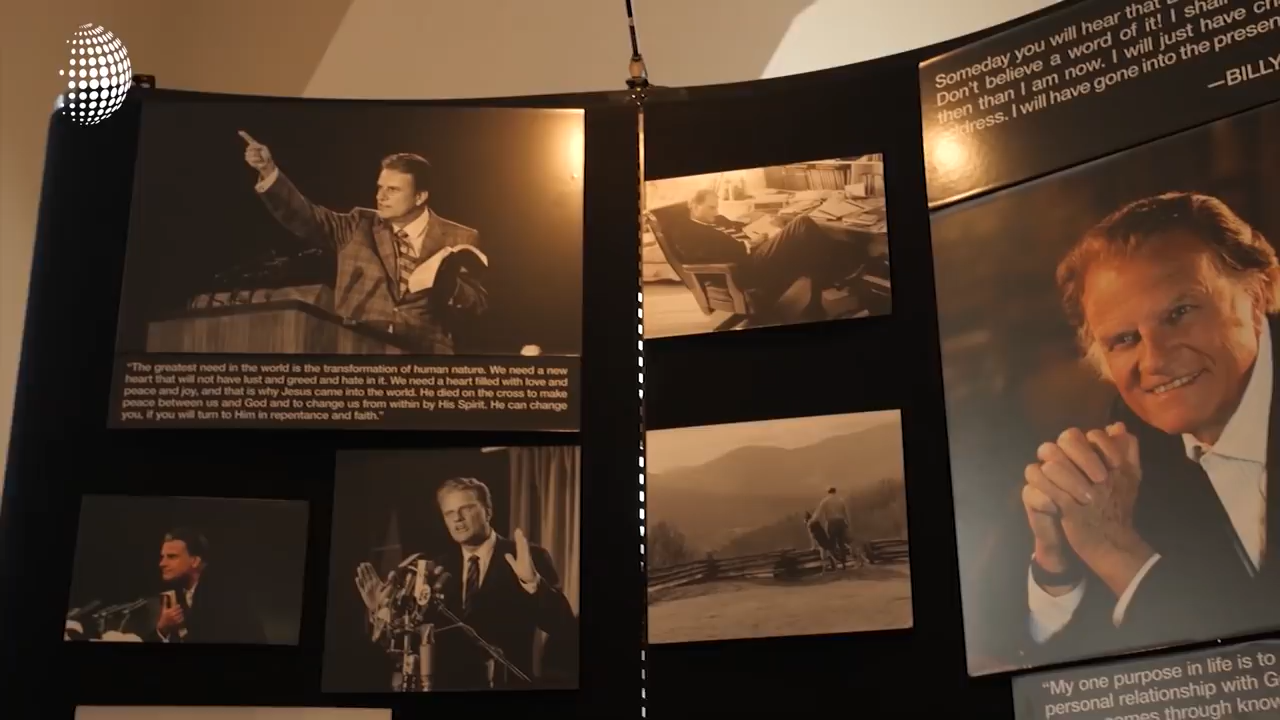 "The greatest need in the world is the transformation of human nature. We need a new
heart that will not have lust and greed and hate in it. We need a heart filled with love and
peace and joy, and that is why Jesus came into the world. He died on the cross to make
peace between us and God and to change us from within by His Spirit. He can change
you, if you will turn to Him in repentance and faith."
Someday you will hear that
Don't believe a word of it! I shall
then than I am now. I will just have
address. I will have gone into the presen
—BILLY
"My one purpose in life is to
personal relationship with G
comes through know